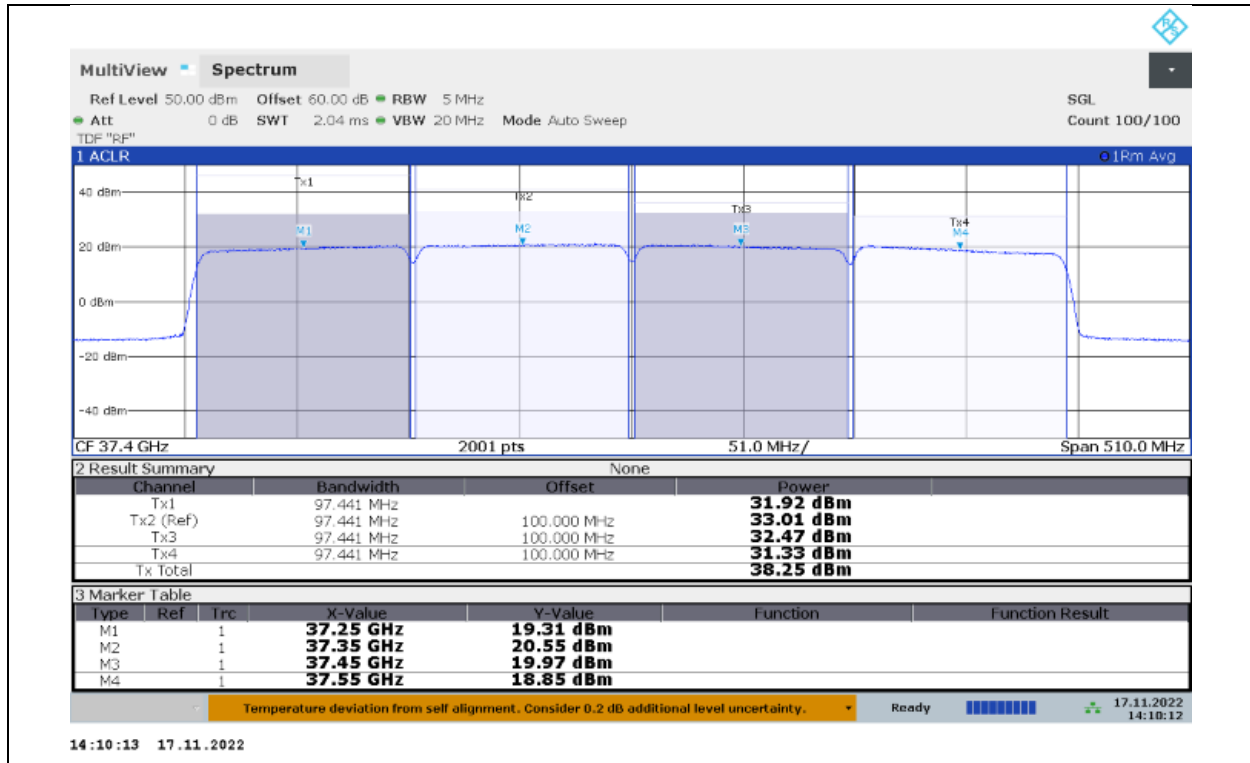 R S
MultiView Spectrum
Ref Level 50.00 dBm Offset 60.00 dB RBW 5 MHz SGL
Att 0 dB SWT 2.04 ms VBW 20 MHz Mode Auto Sweep Count 100/100
TDF "RF"
1 ACLR 1Rm Avg
40 dBm
Tx1
Tx2
Tx3
Tx4
M1
M2
M3
M4
20 dBm
0 dBm
-20 dBm
-40 dBm
CF 37.4 GHz 2001 pts 51.0 MHz/ Span 510.0 MHz
2 Result Summary None
Channel Bandwidth Offset Power
Tx1 97.441 MHz 31.92 dBm
Tx2 (Ref) 97.441 MHz 100.000 MHz 33.01 dBm
Tx3 97.441 MHz 100.000 MHz 32.47 dBm
Tx4 97.441 MHz 100.000 MHz 31.33 dBm
Tx Total 38.25 dBm
3 Marker Table
Type Ref Trc X-Value Y-Value Function Function Result
M1 1 37.25 GHz 19.31 dBm
M2 1 37.35 GHz 20.55 dBm
M3 1 37.45 GHz 19.97 dBm
M4 1 37.55 GHz 18.85 dBm
Temperature deviation from self alignment. Consider 0.2 dB additional level uncertainty. Ready 17.11.2022
14:10:12
14:10:13 17.11.2022